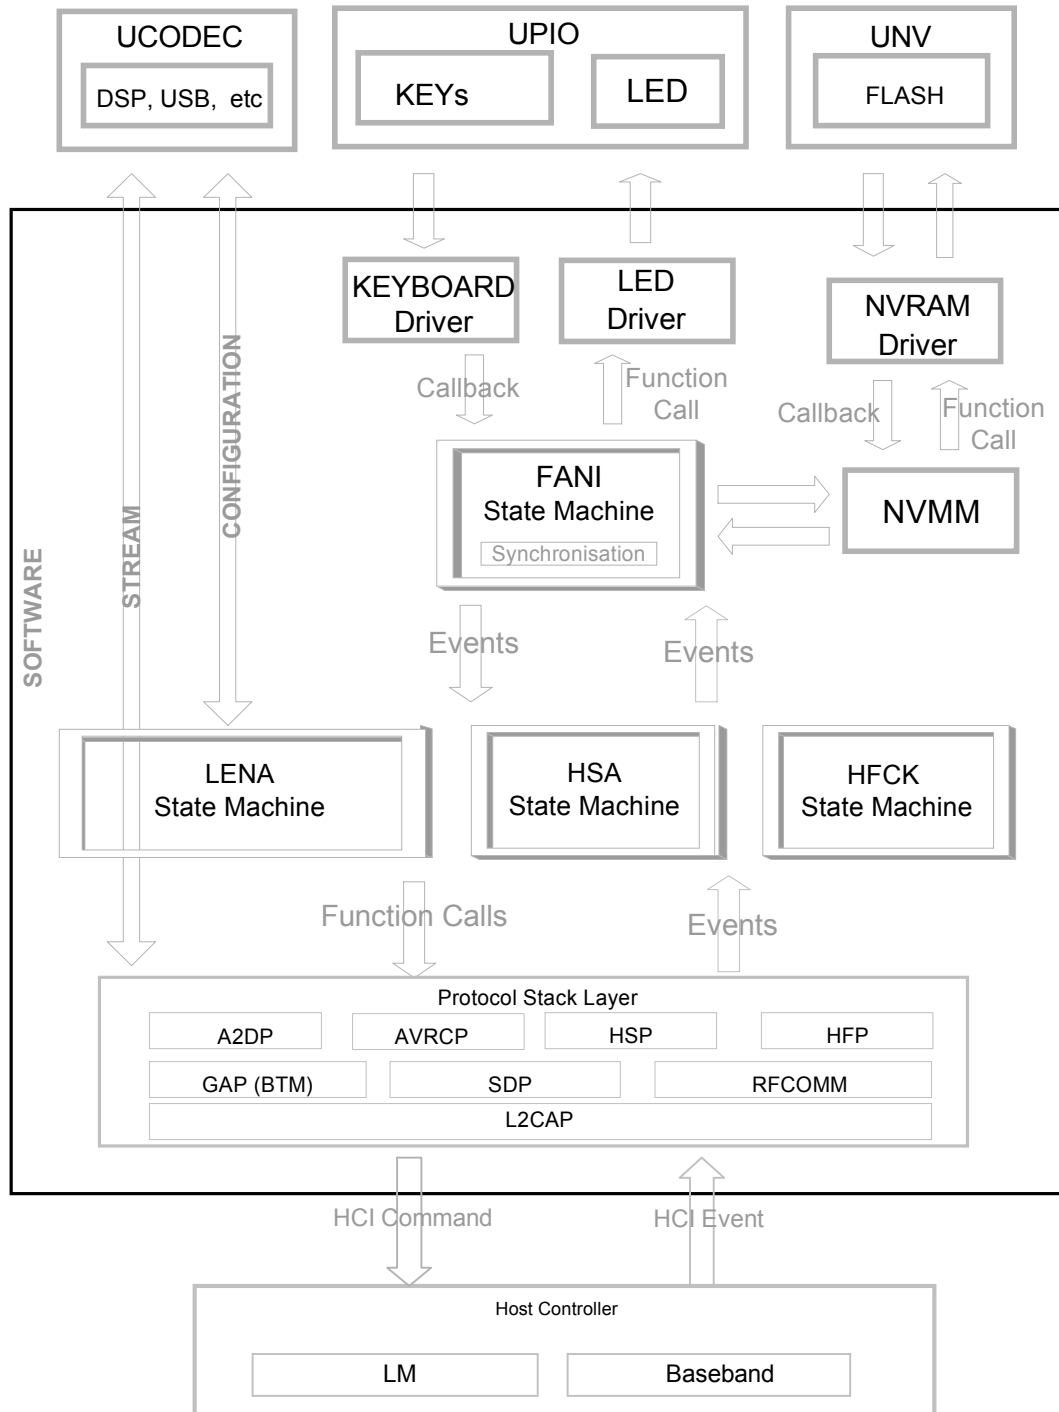 UCODEC
DSP, USB, etc
UPIO
KEYs
LED
UNV
FLASH
KEYBOARD
Driver
LED
Driver
NVRAM
Driver
Callback
Function
Call
Callback
Function
Call
FANI
State Machine
Synchronisation
NVMM
SOFTWARE
STREAM
CONFIGURATION
Events
Events
LENA
State Machine
HSA
State Machine
HFCK
State Machine
Function Calls
Events
Protocol Stack Layer
A2DP
AVRCP
HSP
HFP
GAP (BTM)
SDP
RFCOMM
L2CAP
HCI Command
HCI Event
Host Controller
LM
Baseband